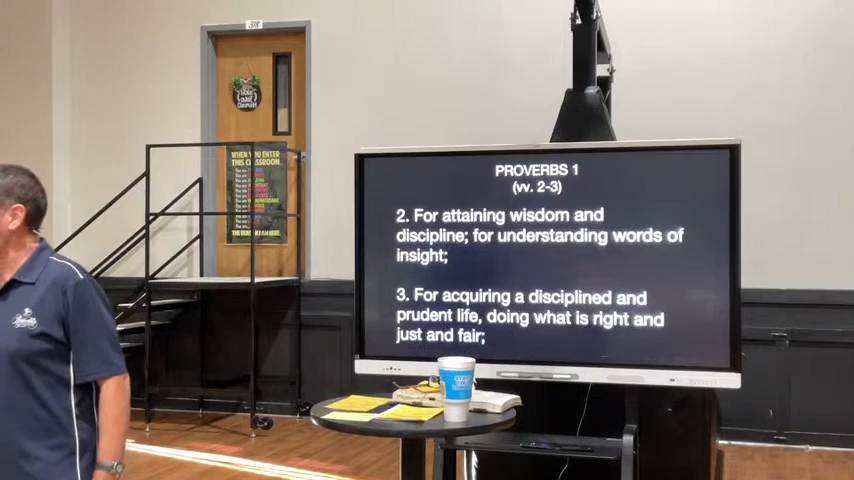 WHEN YOU ENTER
THIS CLASSROOM
PROVERBS 1
(vv. 2-3)
2. For attaining wisdom and
discipline; for understanding words of
insight;
3. For acquiring a disciplined and
prudent life, doing what is right and
just and fair;